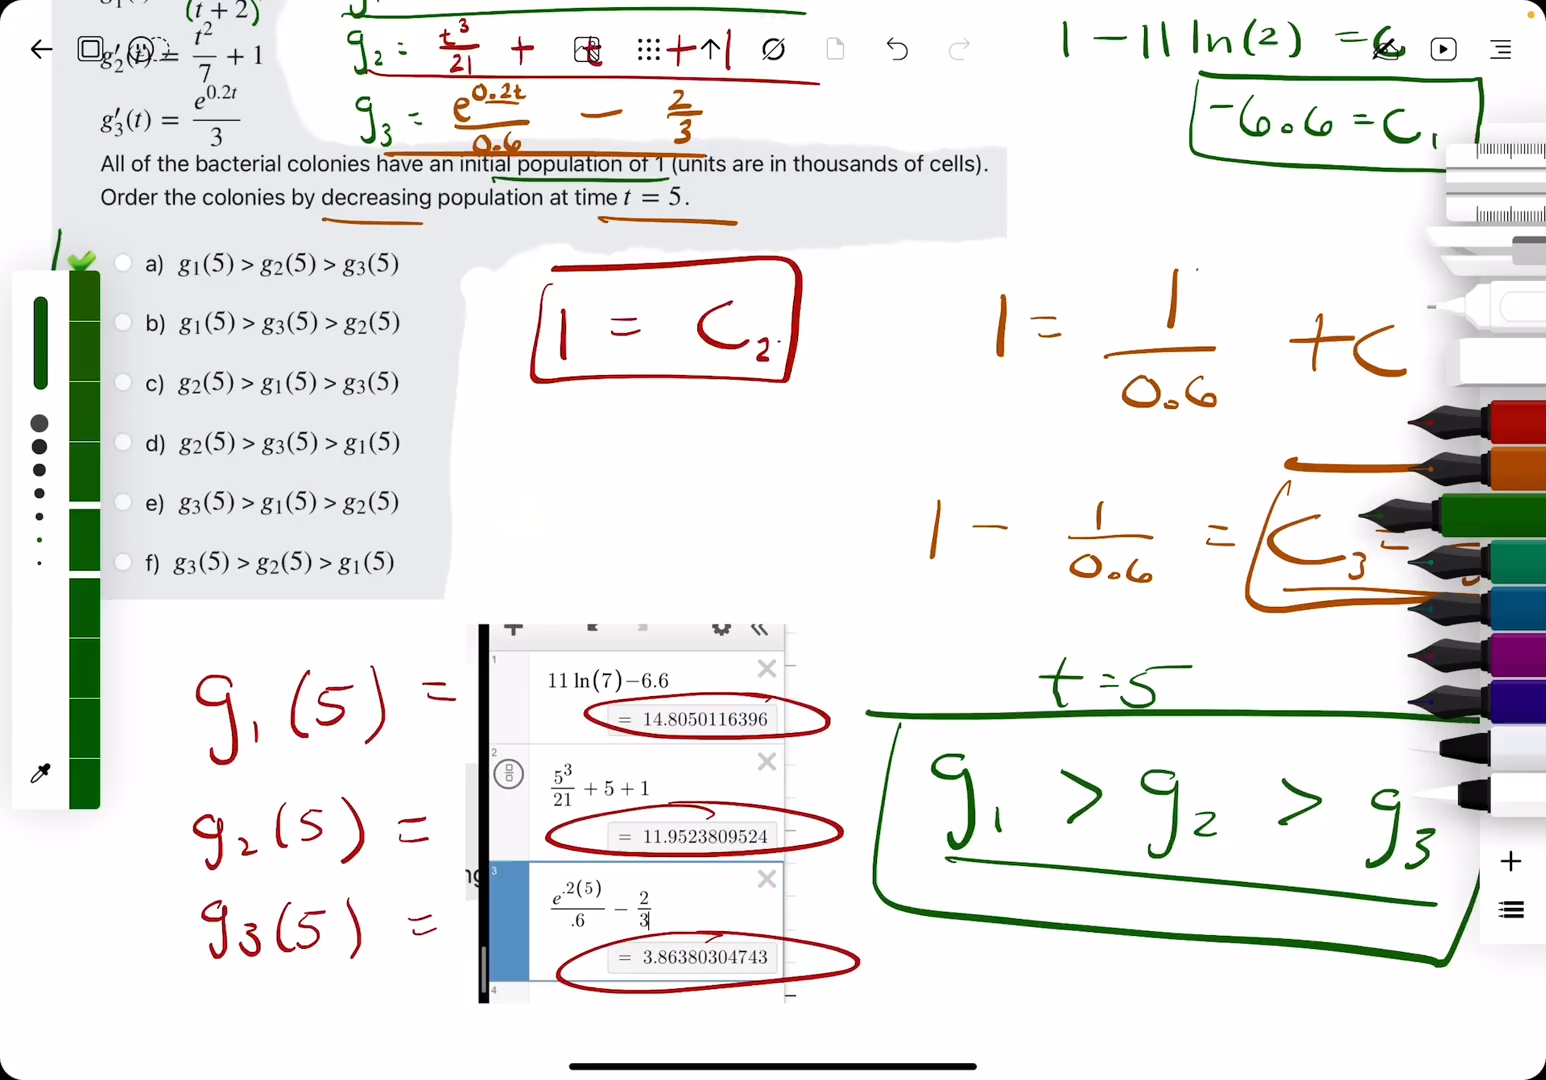 (t + 2)
g₂′(t) = t²/7 + 1
g₃′(t) = e^0.2t/3
g₂ = t³/21 + t + 1
g₃ = e^0.2t/0.6 − 2/3
1 − 11 ln(2) = C
−6.6 = C₁
All of the bacterial colonies have an initial population of 1 (units are in thousands of cells).
Order the colonies by decreasing population at time t = 5.
a) g₁(5) > g₂(5) > g₃(5)
b) g₁(5) > g₃(5) > g₂(5)
c) g₂(5) > g₁(5) > g₃(5)
d) g₂(5) > g₃(5) > g₁(5)
e) g₃(5) > g₁(5) > g₂(5)
f) g₃(5) > g₂(5) > g₁(5)
1 = C₂
1 = 1/0.6 + C
1 − 1/0.6 = C₃ =
g₁(5) =
g₂(5) =
g₃(5) =
1
11 ln(7) − 6.6
= 14.8050116396
2
5³/21 + 5 + 1
= 11.9523809524
3
e^.2(5)/.6 − 2/3
= 3.86380304743
4
t = 5
g₁ > g₂ > g₃